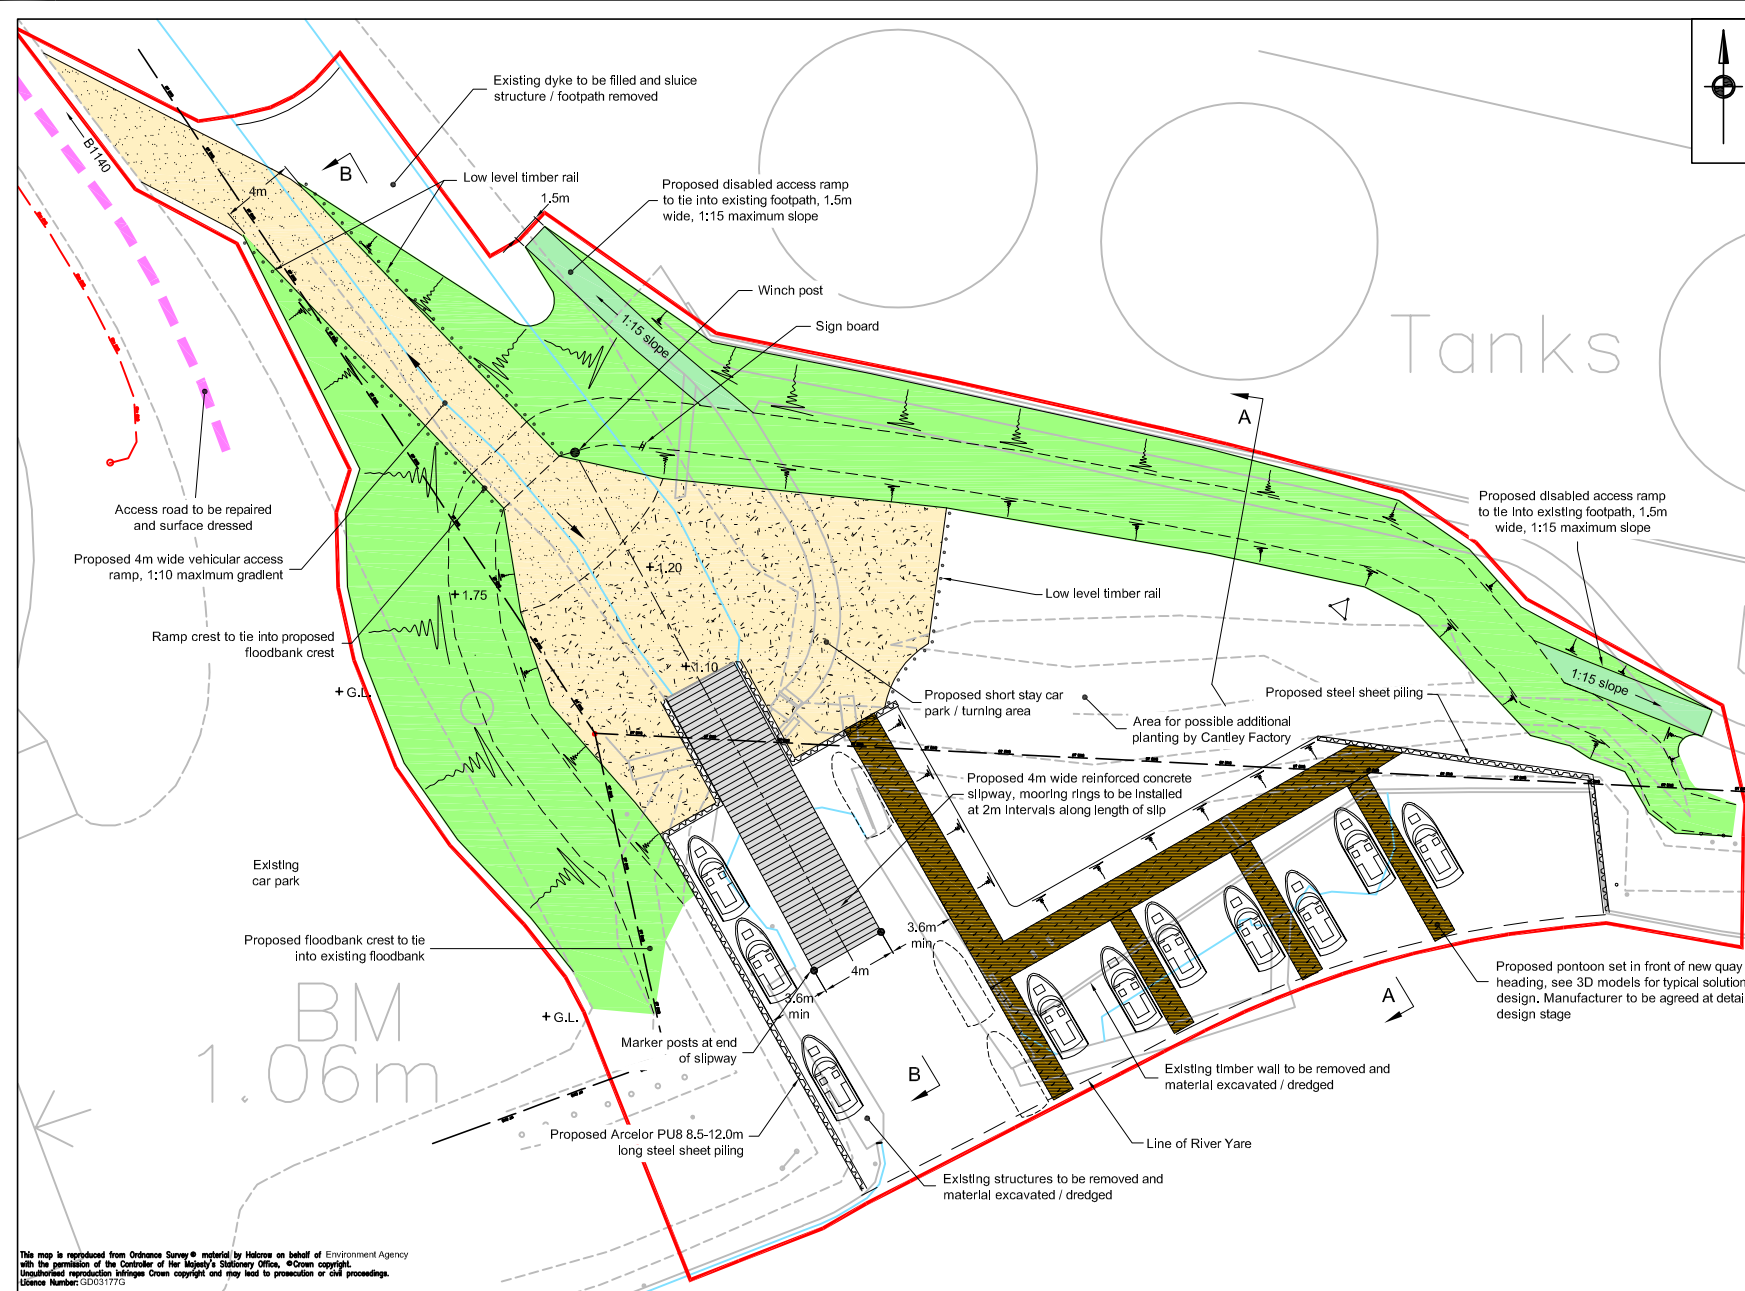 Existing dyke to be filled and sluice
structure / footpath removed
B1140
B
4m
Low level timber rail
1.5m
Proposed disabled access ramp
to tie into existing footpath, 1.5m
wide, 1:15 maximum slope
Winch post
Sign board
1:15 slope
Tanks
A
Access road to be repaired
and surface dressed
Proposed 4m wide vehicular access
ramp, 1:10 maximum gradient
Ramp crest to tie into proposed
floodbank crest
+1.75
+1.20
+1.10
+ G.L.
Low level timber rail
Proposed disabled access ramp
to tie into existing footpath, 1.5m
wide, 1:15 maximum slope
1:15 slope
Proposed steel sheet piling
Proposed short stay car
park / turning area
Area for possible additional
planting by Cantley Factory
Proposed 4m wide reinforced concrete
slipway, mooring rings to be installed
at 2m intervals along length of slip
Existing
car park
Proposed floodbank crest to tie
into existing floodbank
3.6m
min
4m
3.6m
min
+ G.L.
BM
1.06m
Marker posts at end
of slipway
Proposed pontoon set in front of new quay
heading, see 3D models for typical solution
design. Manufacturer to be agreed at detai
design stage
A
B
Existing timber wall to be removed and
material excavated / dredged
Line of River Yare
Proposed Arcelor PU8 8.5-12.0m
long steel sheet piling
Existing structures to be removed and
material excavated / dredged
This map is reproduced from Ordnance Survey® material by Halcrow on behalf of Environment Agency
with the permission of the Controller of Her Majesty's Stationery Office, ©Crown copyright.
Unauthorised reproduction infringes Crown copyright and may lead to prosecution or civil proceedings.
Licence Number: GD03177G